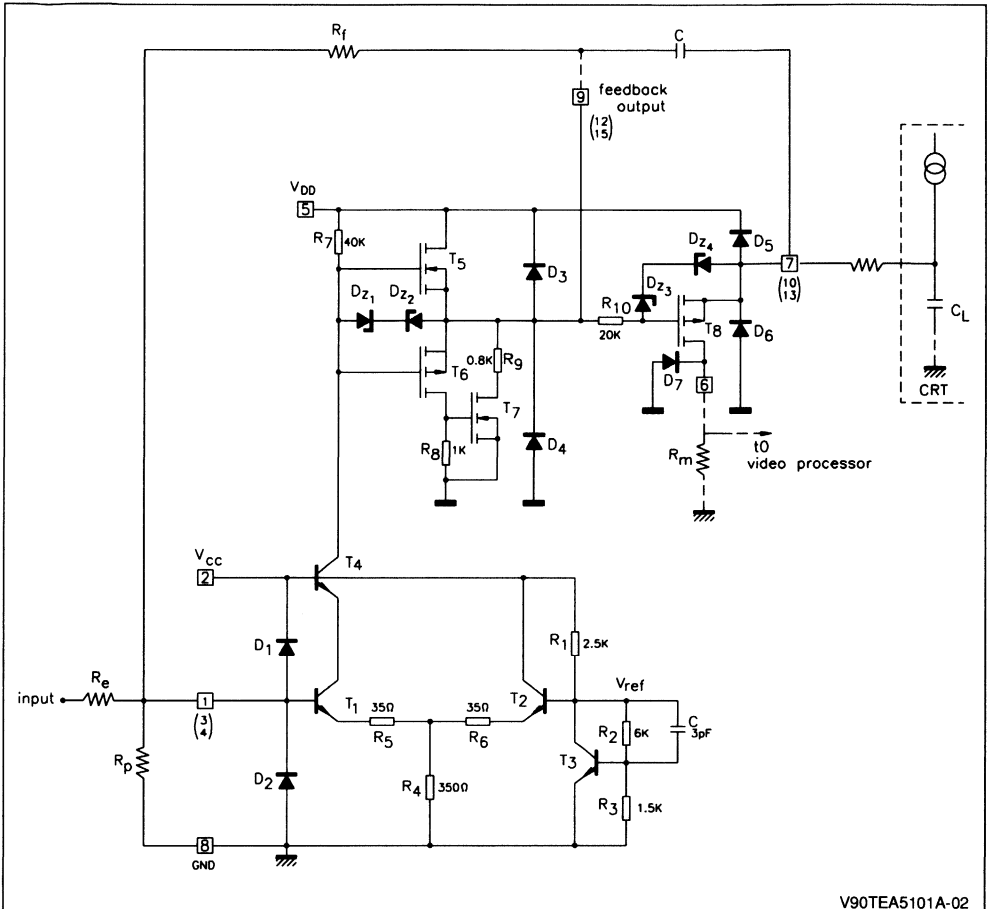 Rf
C
9
feedback
output
(12
15)
VDD
5
R7
40K
T5
DZ1
DZ2
D3
DZ4
D5
7
(10
13)
DZ3
R10
20K
T8
D6
CL
CRT
T6
0.8K
R9
T7
R8
1K
D4
D7
6
Rm
to
video processor
VCC
2
T4
D1
R1
2.5K
input
Re
1
(3
4)
T1
35Ω
R5
35Ω
R6
T2
Vref
R2
6K
C
3pF
T3
Rp
D2
R4
350Ω
R3
1.5K
8
GND
V90TEA5101A-02